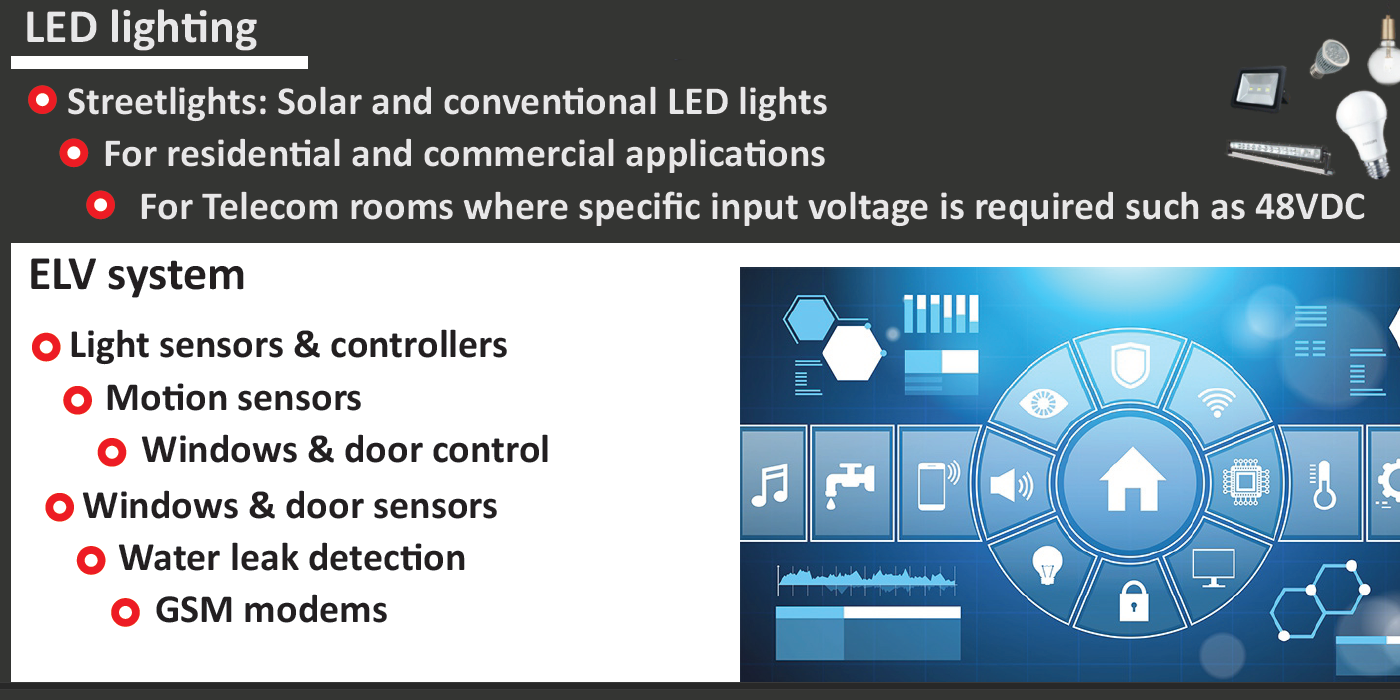 LED lighting
Streetlights: Solar and conventional LED lights
For residential and commercial applications
For Telecom rooms where specific input voltage is required such as 48VDC
ELV system
Light sensors & controllers
Motion sensors
Windows & door control
Windows & door sensors
Water leak detection
GSM modems